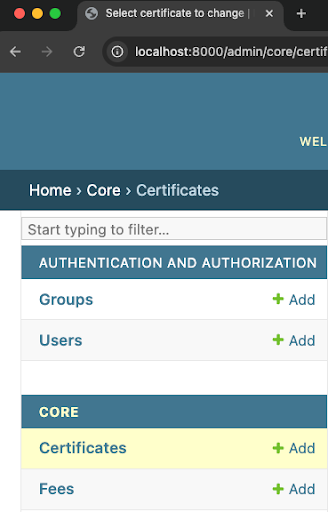 Select certificate to change |
localhost:8000/admin/core/certif
WEL
Home › Core › Certificates
Start typing to filter...
AUTHENTICATION AND AUTHORIZATION
Groups + Add
Users + Add
CORE
Certificates + Add
Fees + Add